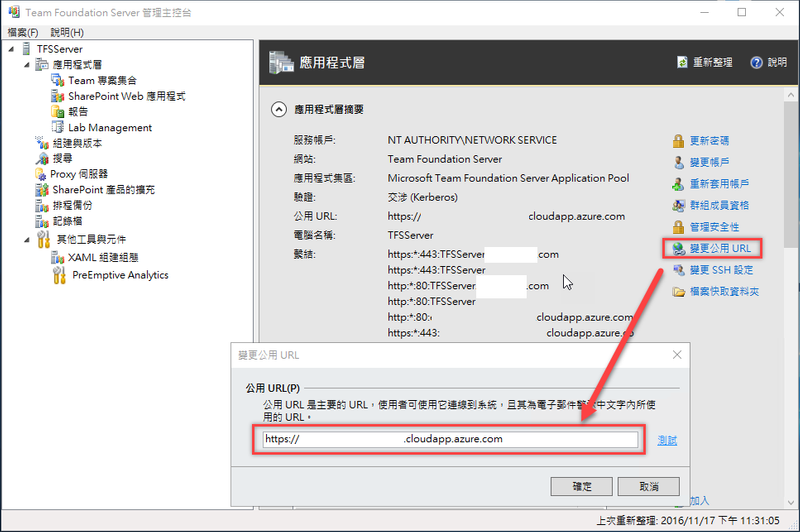 Team Foundation Server 管理主控台
檔案(F) 說明(H)
TFSServer
應用程式層
Team 專案集合
SharePoint Web 應用程式
報告
Lab Management
組建與版本
搜尋
Proxy 伺服器
SharePoint 產品的擴充
排程備份
記錄檔
其他工具與元件
XAML 組建組態
PreEmptive Analytics
應用程式層
重新整理
說明
應用程式層摘要
服務帳戶: NT AUTHORITY\NETWORK SERVICE
網站: Team Foundation Server
應用程式集區: Microsoft Team Foundation Server Application Pool
驗證: 交涉 (Kerberos)
公用 URL: https:/ cloudapp.azure.com
電腦名稱: TFSServer
繫結: https:*:443:TFSServer .com
https:*:443:TFSServer
http:*:80:TFSServer .com
http:*:80:TFSServer
http:*:80: cloudapp.azure.com
https:*:443: cloudapp.azure.co
更新密碼
變更帳戶
重新套用帳戶
群組成員資格
管理安全性
變更公用 URL
變更 SSH 設定
檔案快取資料夾
變更公用 URL
公用 URL(P)
公用 URL 是主要的 URL，使用者可使用它連線到系統，且其為電子郵件 中文字內所使
用的 URL。
https:// .cloudapp.azure.com
測試
確定 取消
加入
上次重新整理: 2016/11/17 下午 11:31:05